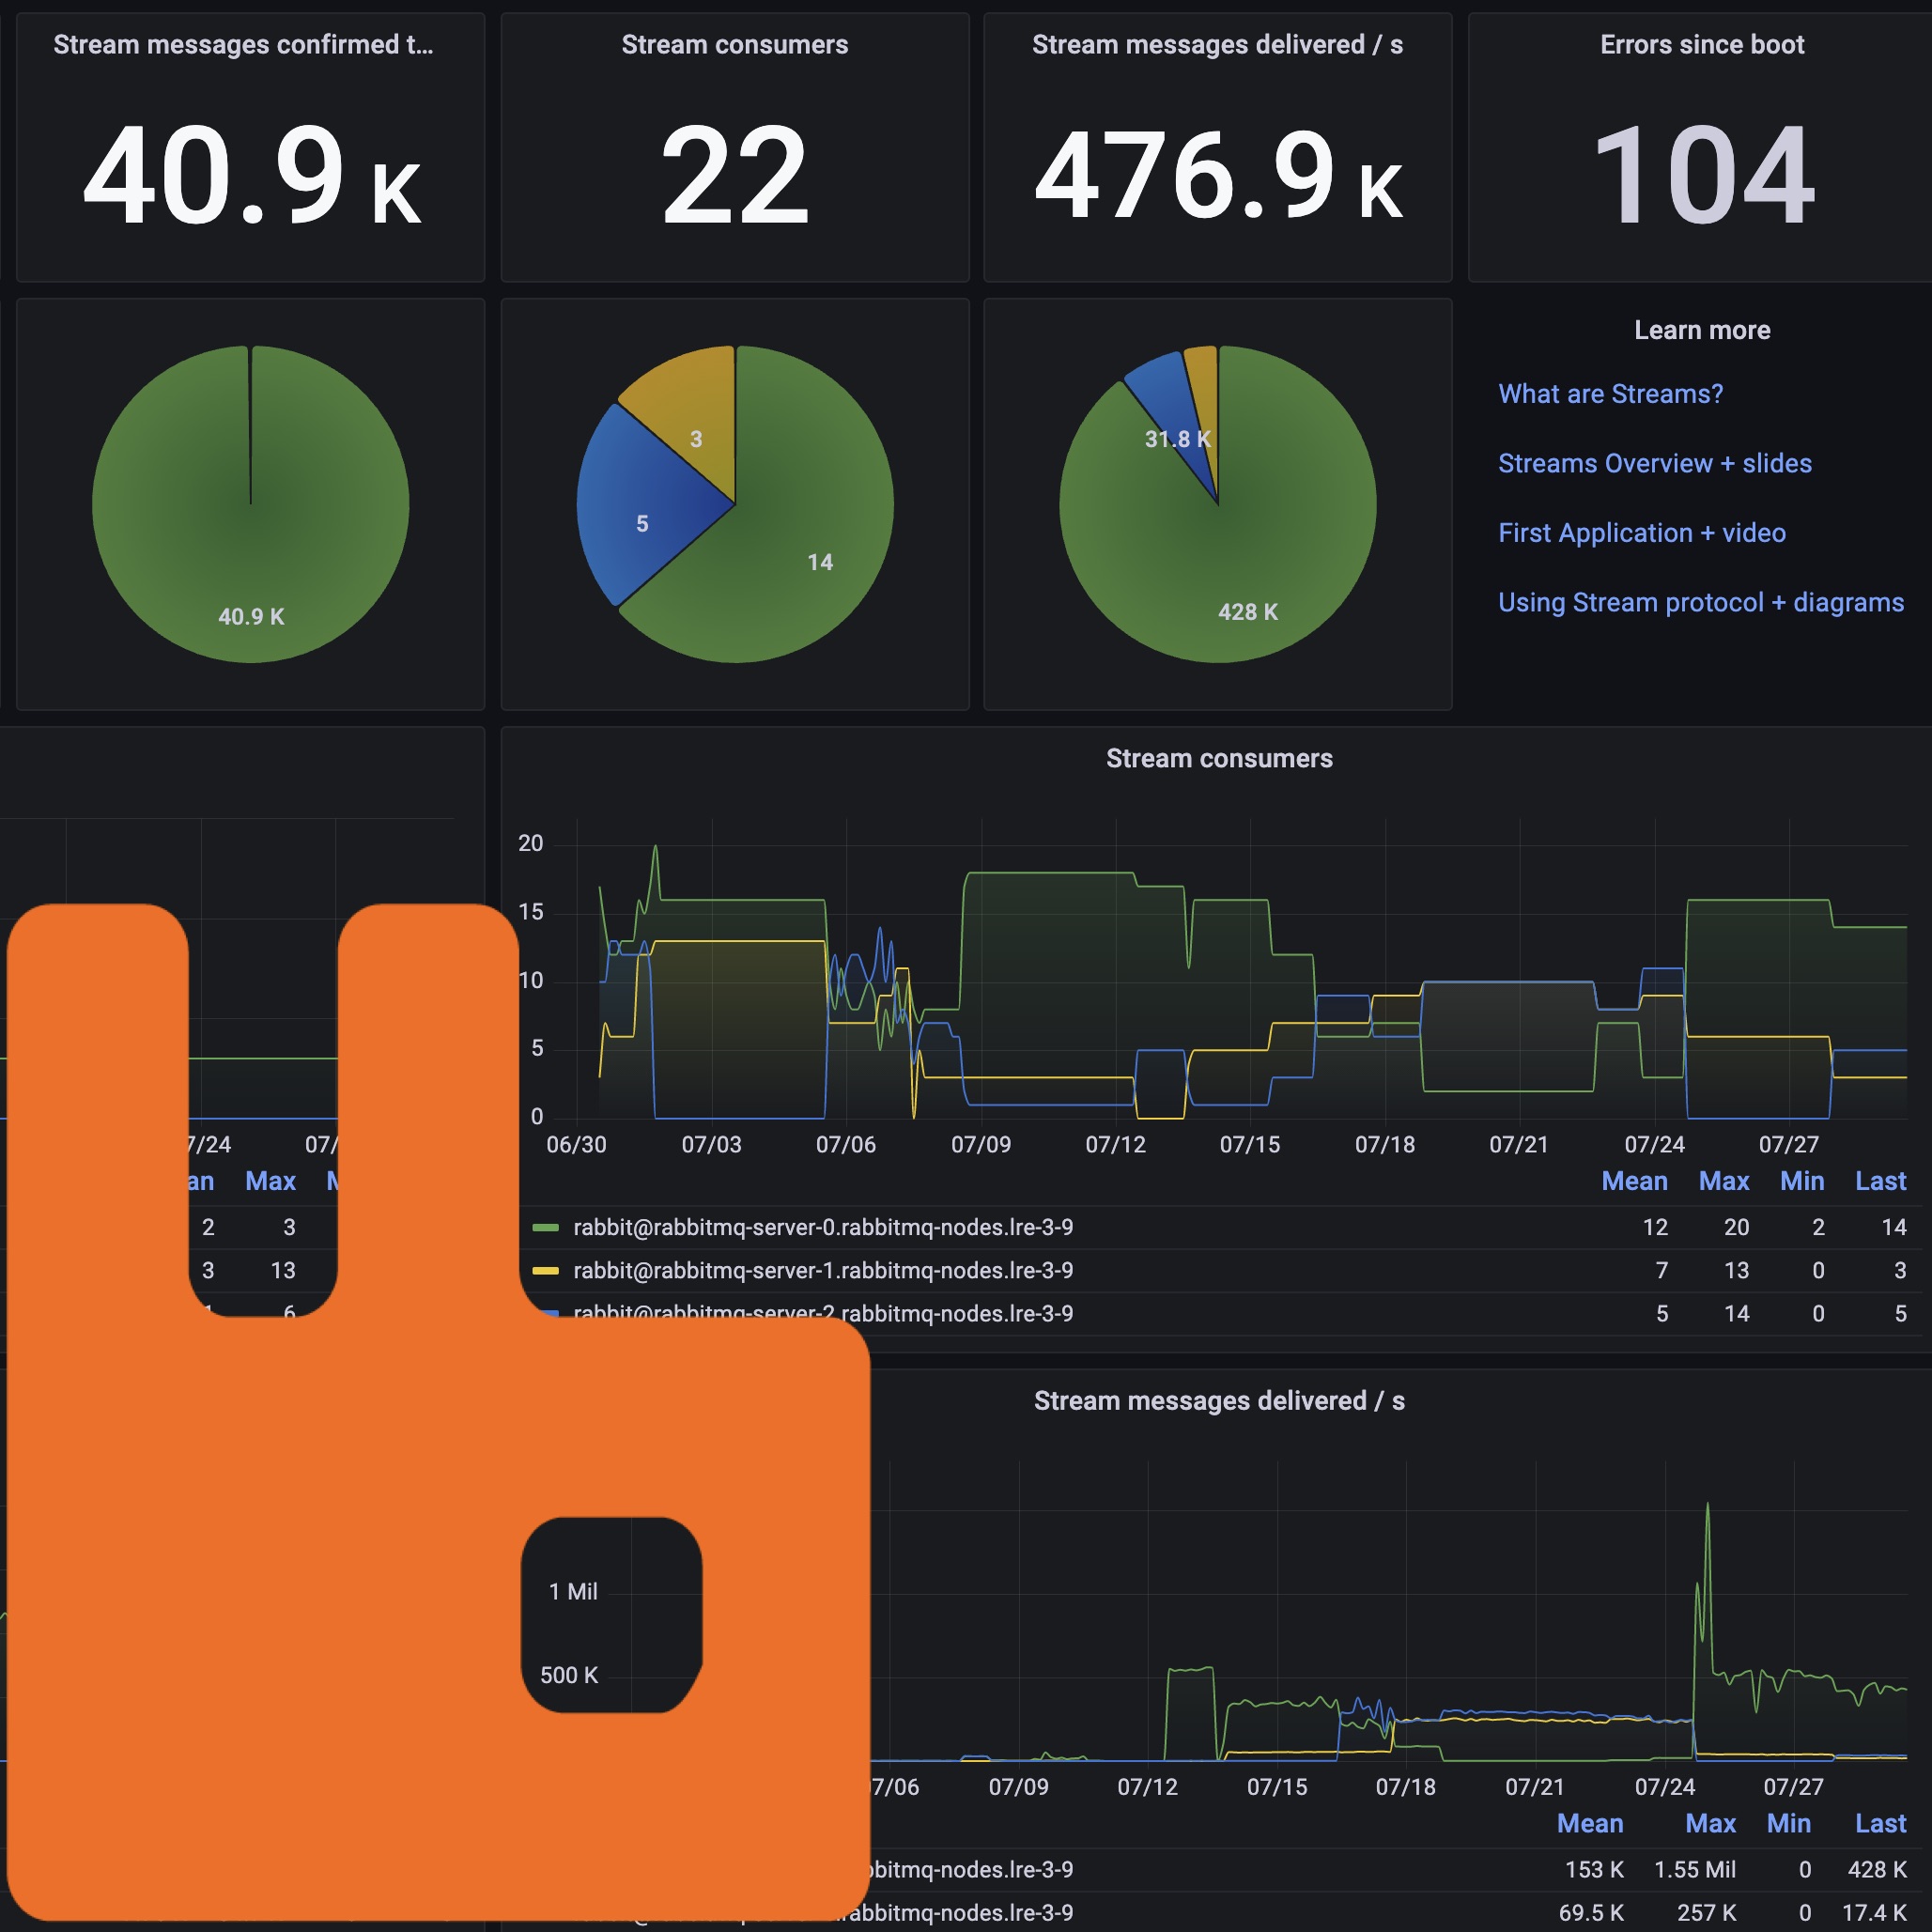 Stream messages confirmed t...
40.9 K
Stream consumers
22
Stream messages delivered / s
476.9 K
Errors since boot
104
40.9 K
3
5
14
31.8 K
428 K
Learn more
What are Streams?
Streams Overview + slides
First Application + video
Using Stream protocol + diagrams
7/24 07/
an Max M
2 3
3 13
1 6
Stream consumers
20
15
10
5
0
06/30 07/03 07/06 07/09 07/12 07/15 07/18 07/21 07/24 07/27
Mean Max Min Last
rabbit@rabbitmq-server-0.rabbitmq-nodes.lre-3-9 12 20 2 14
rabbit@rabbitmq-server-1.rabbitmq-nodes.lre-3-9 7 13 0 3
rabbit@rabbitmq-server-2.rabbitmq-nodes.lre-3-9 5 14 0 5
Stream messages delivered / s
1 Mil
500 K
7/06 07/09 07/12 07/15 07/18 07/21 07/24 07/27
Mean Max Min Last
bbitmq-nodes.lre-3-9 153 K 1.55 Mil 0 428 K
rabbitmq-nodes.lre-3-9 69.5 K 257 K 0 17.4 K